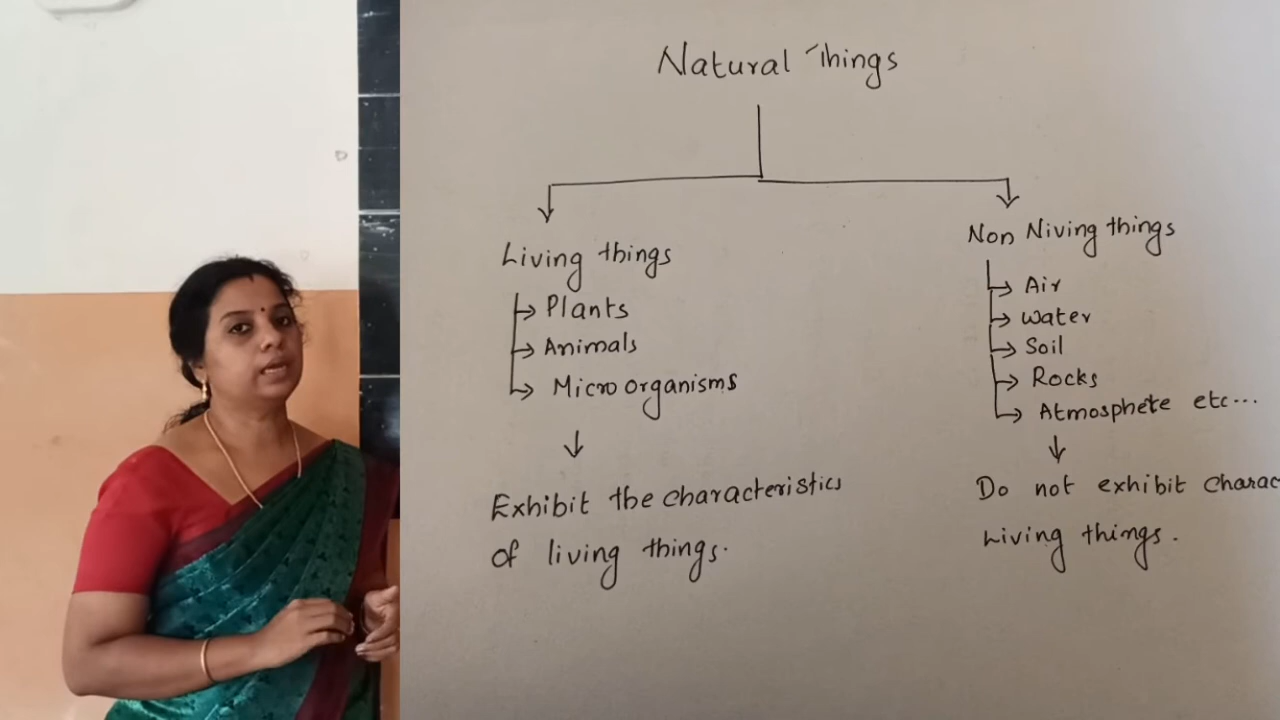 Natural Things
Living things
Plants
Animals
Micro organisms
Exhibit the characteristics
of living things.
Non Niving things
Air
Water
Soil
Rocks
Atmosphere etc...
Do not exhibit charac
Living things.